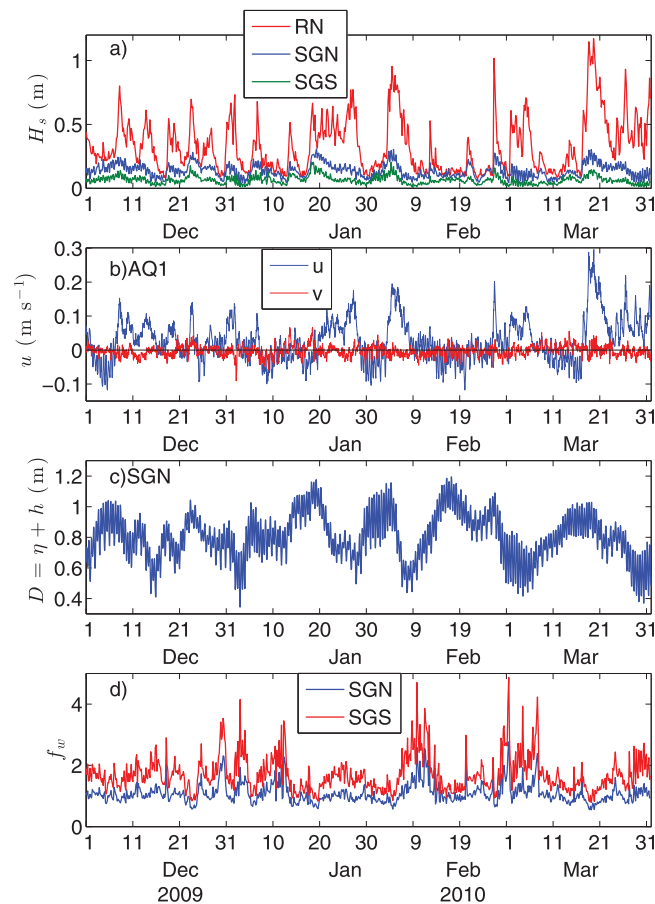 a)
RN
SGN
SGS
H_s (m)
1
0.5
0
1 11 21 31 10 20 30 9 19 1 11 21 31
Dec Jan Feb Mar
b)AQ1
u
v
u (m s⁻¹)
0.3
0.2
0.1
0
−0.1
1 11 21 31 10 20 30 9 19 1 11 21 31
Dec Jan Feb Mar
c)SGN
D = η + h (m)
1.2
1
0.8
0.6
0.4
1 11 21 31 10 20 30 9 19 1 11 21 31
Dec Jan Feb Mar
d)
SGN
SGS
f_w
4
2
0
1 11 21 31 10 20 30 9 19 1 11 21 31
Dec Jan Feb Mar
2009 2010